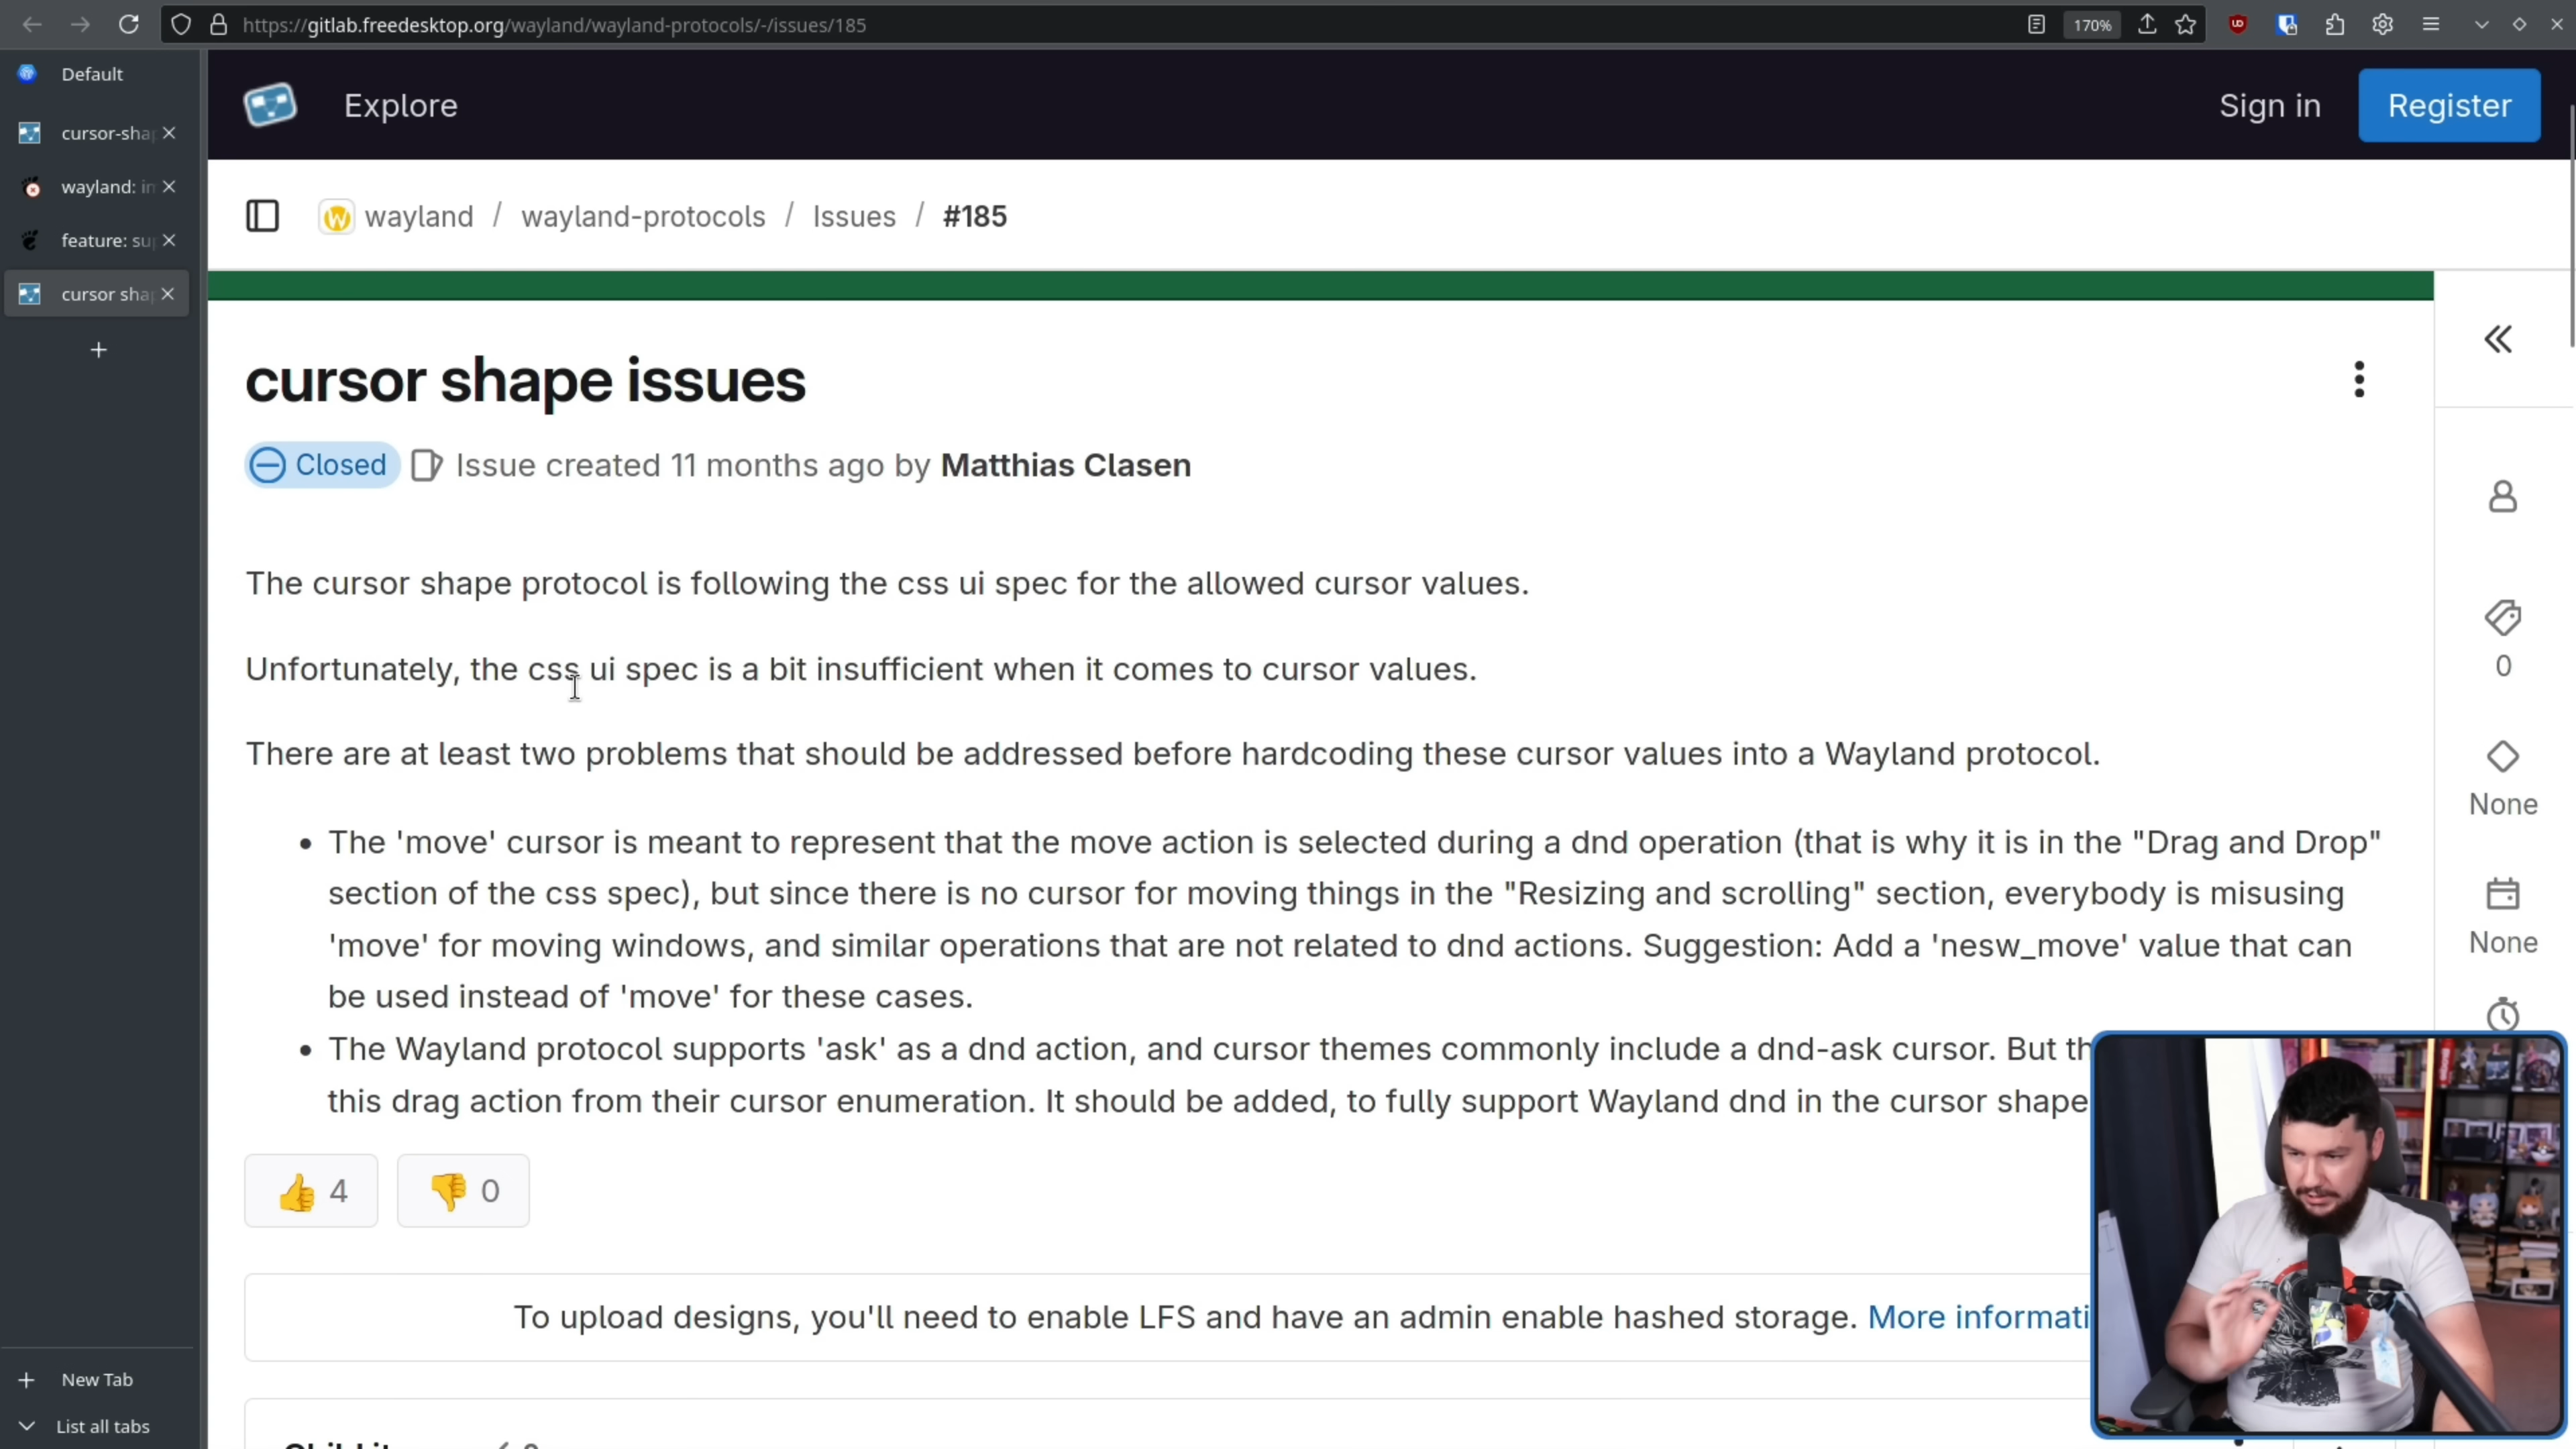 https://gitlab.freedesktop.org/wayland/wayland-protocols/-/issues/185
170%
Default
cursor-sha
wayland: in
feature: su
cursor sha
New Tab
List all tabs
Explore
Sign in
Register
wayland / wayland-protocols / Issues / #185
cursor shape issues
Closed Issue created 11 months ago by Matthias Clasen
The cursor shape protocol is following the css ui spec for the allowed cursor values.
Unfortunately, the css ui spec is a bit insufficient when it comes to cursor values.
There are at least two problems that should be addressed before hardcoding these cursor values into a Wayland protocol.
• The 'move' cursor is meant to represent that the move action is selected during a dnd operation (that is why it is in the "Drag and Drop"
section of the css spec), but since there is no cursor for moving things in the "Resizing and scrolling" section, everybody is misusing
'move' for moving windows, and similar operations that are not related to dnd actions. Suggestion: Add a 'nesw_move' value that can
be used instead of 'move' for these cases.
• The Wayland protocol supports 'ask' as a dnd action, and cursor themes commonly include a dnd-ask cursor. But th
this drag action from their cursor enumeration. It should be added, to fully support Wayland dnd in the cursor shape
👍 4 👎 0
To upload designs, you'll need to enable LFS and have an admin enable hashed storage. More informati
0
None
None